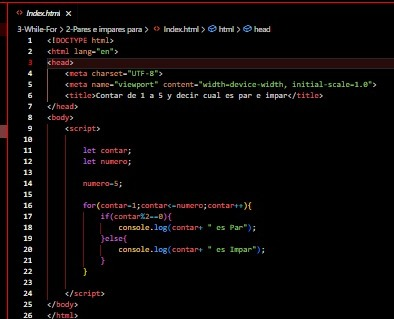 Index.html
3-While-For > 2-Pares e impares para > Index.html > html > head
1 <!DOCTYPE html>
2 <html lang="en">
3 <head>
4 <meta charset="UTF-8">
5 <meta name="viewport" content="width=device-width, initial-scale=1.0">
6 <title>Contar de 1 a 5 y decir cual es par e impar</title>
7 </head>
8 <body>
9 <script>
10
11 let contar;
12 let numero;
13
14 numero=5;
15
16 for(contar=1;contar<=numero;contar++){
17 if(contar%2==0){
18 console.log(contar+ " es Par");
19 }else{
20 console.log(contar+ " es Impar");
21 }
22 }
23
24 </script>
25 </body>
26 </html>